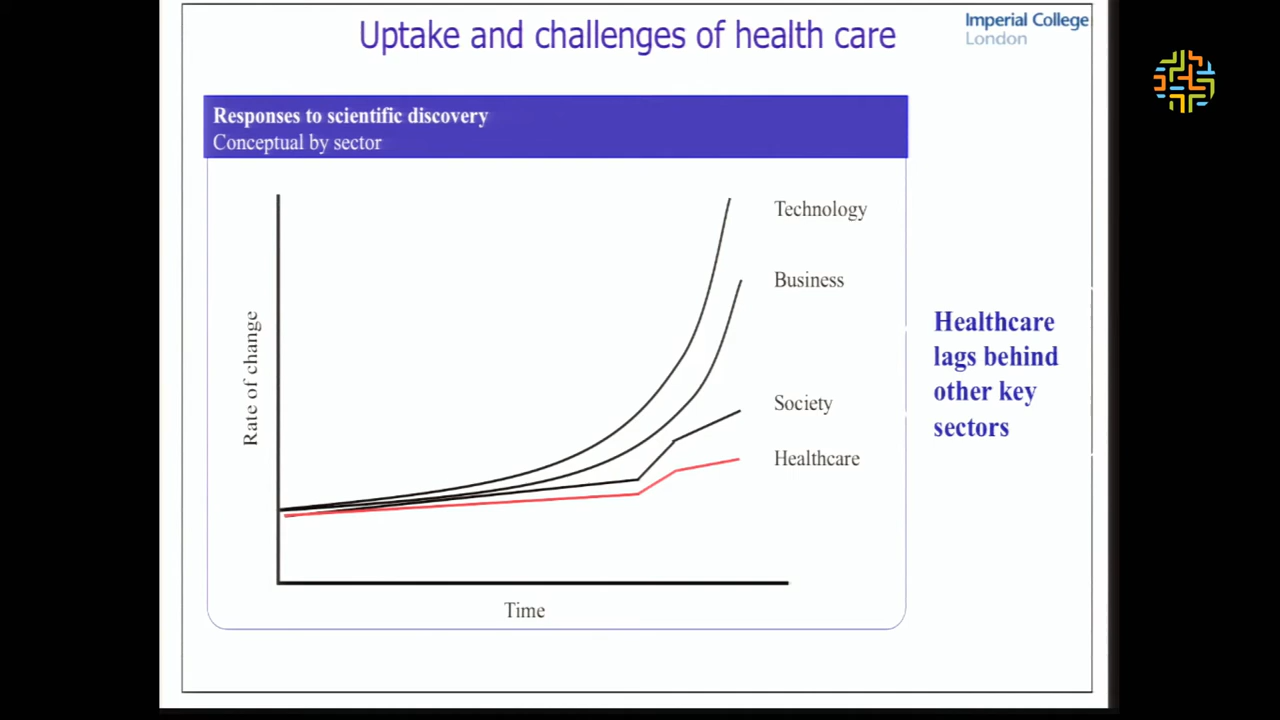 Uptake and challenges of health care
Imperial College
London
Responses to scientific discovery
Conceptual by sector
Technology
Business
Society
Healthcare
Rate of change
Time
Healthcare
lags behind
other key
sectors